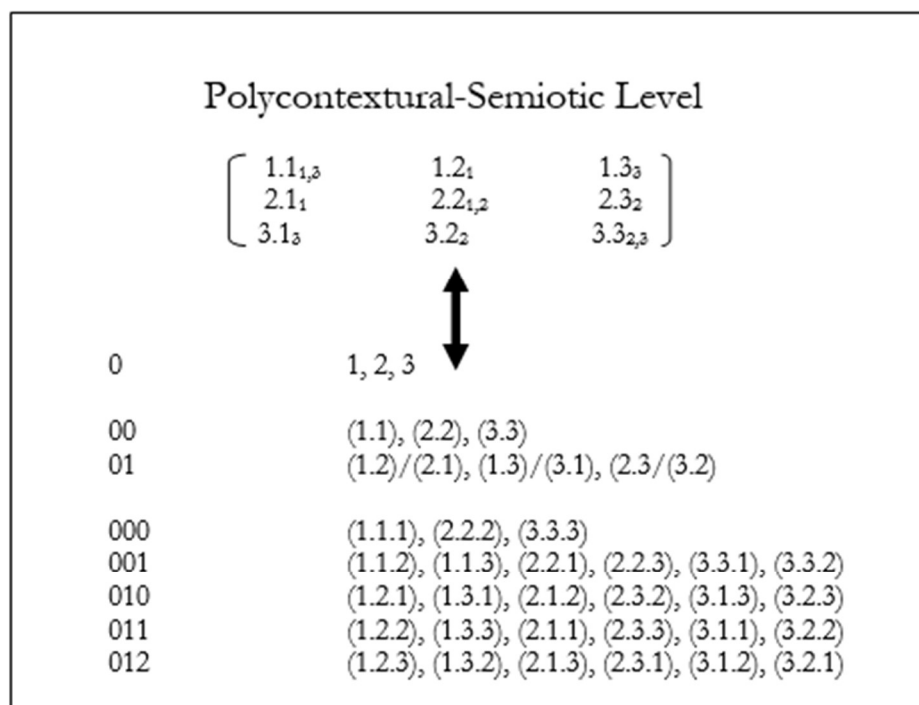 Polycontextural-Semiotic Level
1.1₁,₃ 1.2₁ 1.3₃
2.1₁ 2.2₁,₂ 2.3₂
3.1₃ 3.2₂ 3.3₂,₃
0 1, 2, 3
00 (1.1), (2.2), (3.3)
01 (1.2)/(2.1), (1.3)/(3.1), (2.3/(3.2)
000 (1.1.1), (2.2.2), (3.3.3)
001 (1.1.2), (1.1.3), (2.2.1), (2.2.3), (3.3.1), (3.3.2)
010 (1.2.1), (1.3.1), (2.1.2), (2.3.2), (3.1.3), (3.2.3)
011 (1.2.2), (1.3.3), (2.1.1), (2.3.3), (3.1.1), (3.2.2)
012 (1.2.3), (1.3.2), (2.1.3), (2.3.1), (3.1.2), (3.2.1)